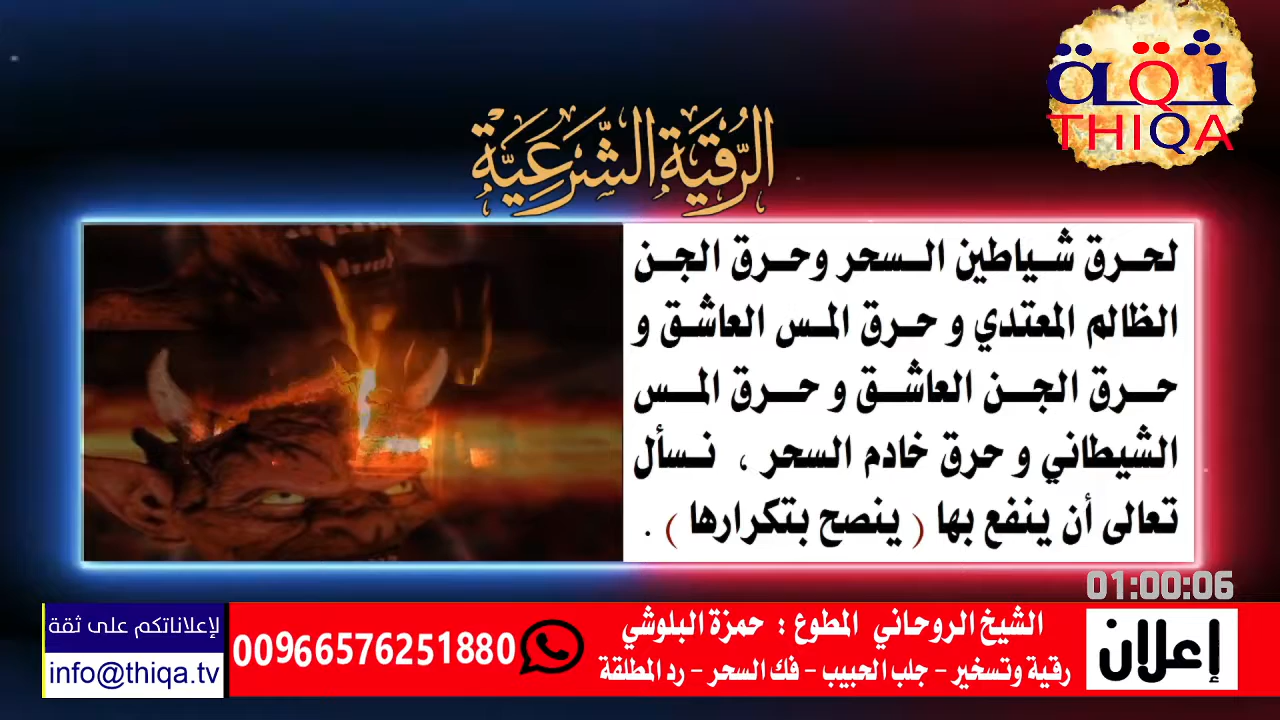 ثقة
THIQA
الرُّقيَة الشَّرعِيَّة
لحرق شياطين السحر وحرق الجن
الظالم المعتدي و حرق المس العاشق و
حرق الجن العاشق و حرق المس
الشيطاني و حرق خادم السحر ، نسأل
تعالى أن ينفع بها ( ينصح بتكرارها ) .
01:00:06
إعلان
الشيخ الروحاني المطوع : حمزة البلوشي
رقية وتسخير - جلب الحبيب - فك السحر - رد المطلقة
00966576251880
لإعلاناتكم على ثقة
info@thiqa.tv